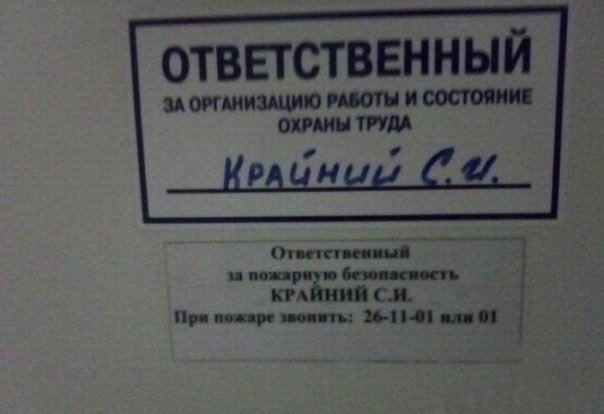 ОТВЕТСТВЕННЫЙ
ЗА ОРГАНИЗАЦИЮ РАБОТЫ И СОСТОЯНИЕ
ОХРАНЫ ТРУДА
КРАЙНИЙ С.И.
Ответственный
за пожарную безопасность
КРАЙНИЙ С.И.
При пожаре звонить: 26-11-01 или 01